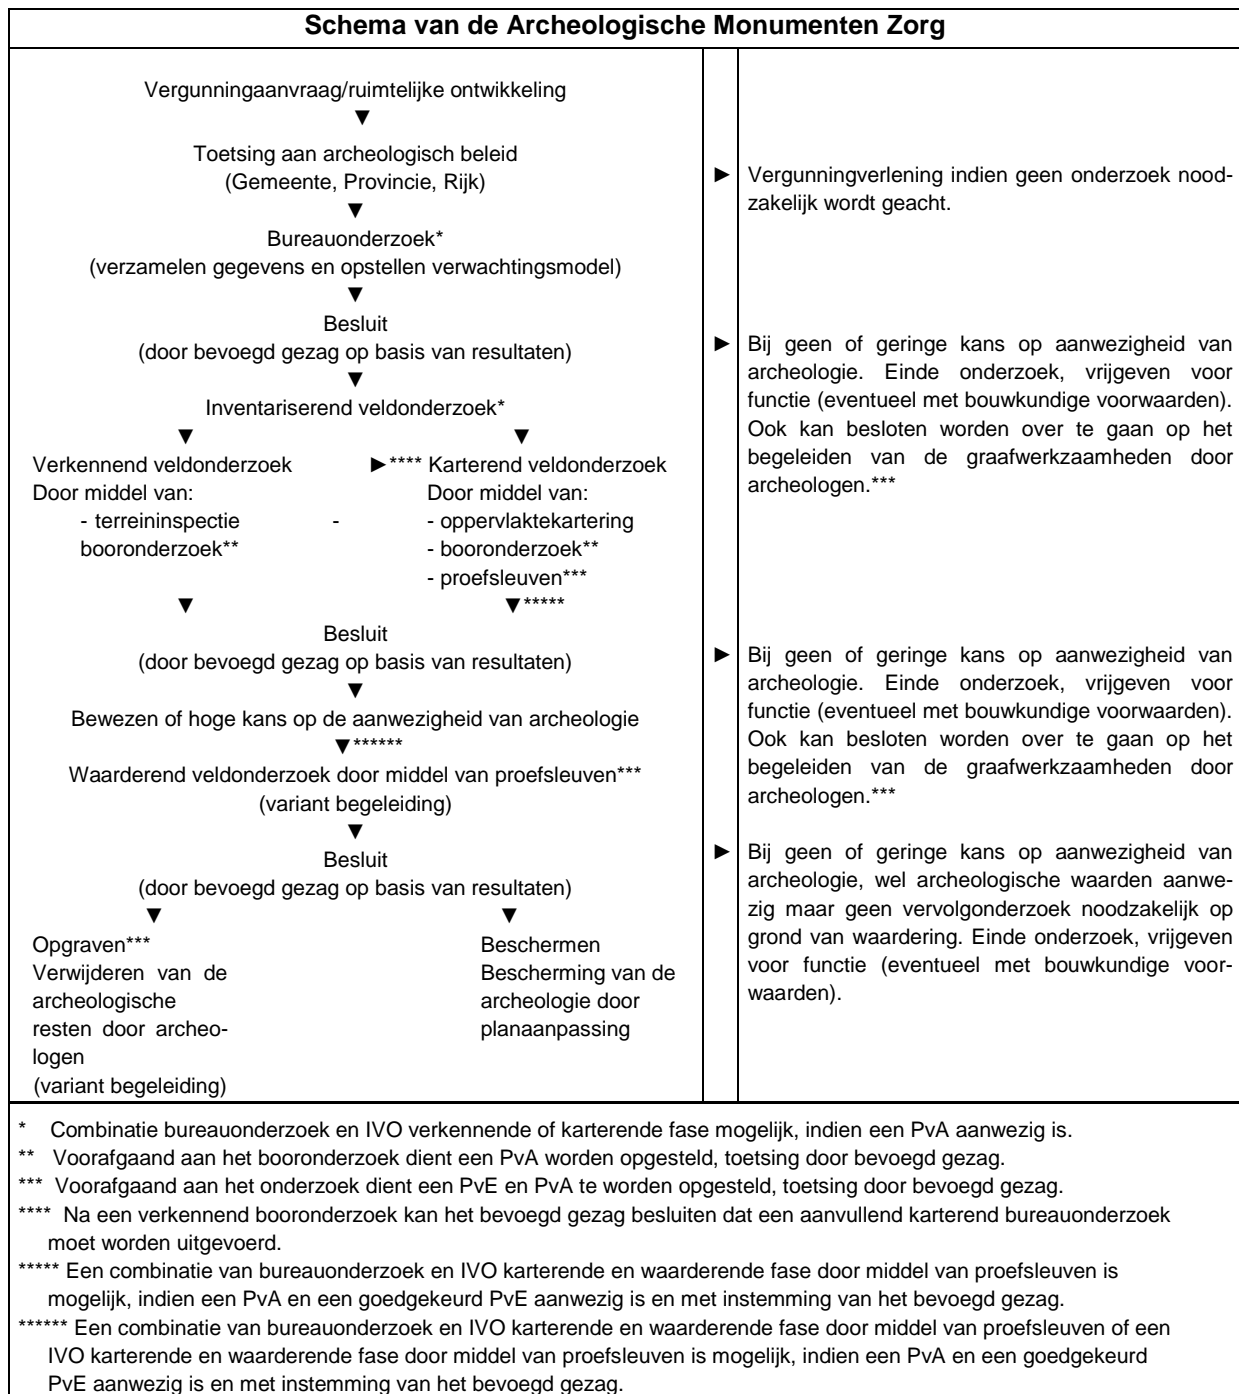 Schema van de Archeologische Monumenten Zorg
Vergunningaanvraag/ruimtelijke ontwikkeling
▼
Toetsing aan archeologisch beleid
(Gemeente, Provincie, Rijk)
▼
Bureauonderzoek*
(verzamelen gegevens en opstellen verwachtingsmodel)
▼
Besluit
(door bevoegd gezag op basis van resultaten)
▼
Inventariserend veldonderzoek*
▼ ▼
Verkennend veldonderzoek ►**** Karterend veldonderzoek
Door middel van: Door middel van:
- terreininspectie - - oppervlaktekartering
booronderzoek** - booronderzoek**
- proefsleuven***
▼ ▼*****
Besluit
(door bevoegd gezag op basis van resultaten)
▼
Bewezen of hoge kans op de aanwezigheid van archeologie
▼******
Waarderend veldonderzoek door middel van proefsleuven***
(variant begeleiding)
▼
Besluit
(door bevoegd gezag op basis van resultaten)
▼ ▼
Opgraven*** Beschermen
Verwijderen van de Bescherming van de
archeologische archeologie door
resten door archeo- planaanpassing
logen
(variant begeleiding)
► Vergunningverlening indien geen onderzoek nood-
zakelijk wordt geacht.
► Bij geen of geringe kans op aanwezigheid van
archeologie. Einde onderzoek, vrijgeven voor
functie (eventueel met bouwkundige voorwaarden).
Ook kan besloten worden over te gaan op het
begeleiden van de graafwerkzaamheden door
archeologen.***
► Bij geen of geringe kans op aanwezigheid van
archeologie. Einde onderzoek, vrijgeven voor
functie (eventueel met bouwkundige voorwaarden).
Ook kan besloten worden over te gaan op het
begeleiden van de graafwerkzaamheden door
archeologen.***
► Bij geen of geringe kans op aanwezigheid van
archeologie, wel archeologische waarden aanwe-
zig maar geen vervolgonderzoek noodzakelijk op
grond van waardering. Einde onderzoek, vrijgeven
voor functie (eventueel met bouwkundige voor-
waarden).
* Combinatie bureauonderzoek en IVO verkennende of karterende fase mogelijk, indien een PvA aanwezig is.
** Voorafgaand aan het booronderzoek dient een PvA worden opgesteld, toetsing door bevoegd gezag.
*** Voorafgaand aan het onderzoek dient een PvE en PvA te worden opgesteld, toetsing door bevoegd gezag.
**** Na een verkennend booronderzoek kan het bevoegd gezag besluiten dat een aanvullend karterend bureauonderzoek
moet worden uitgevoerd.
***** Een combinatie van bureauonderzoek en IVO karterende en waarderende fase door middel van proefsleuven is
mogelijk, indien een PvA en een goedgekeurd PvE aanwezig is en met instemming van het bevoegd gezag.
****** Een combinatie van bureauonderzoek en IVO karterende en waarderende fase door middel van proefsleuven of een
IVO karterende en waarderende fase door middel van proefsleuven is mogelijk, indien een PvA en een goedgekeurd
PvE aanwezig is en met instemming van het bevoegd gezag.